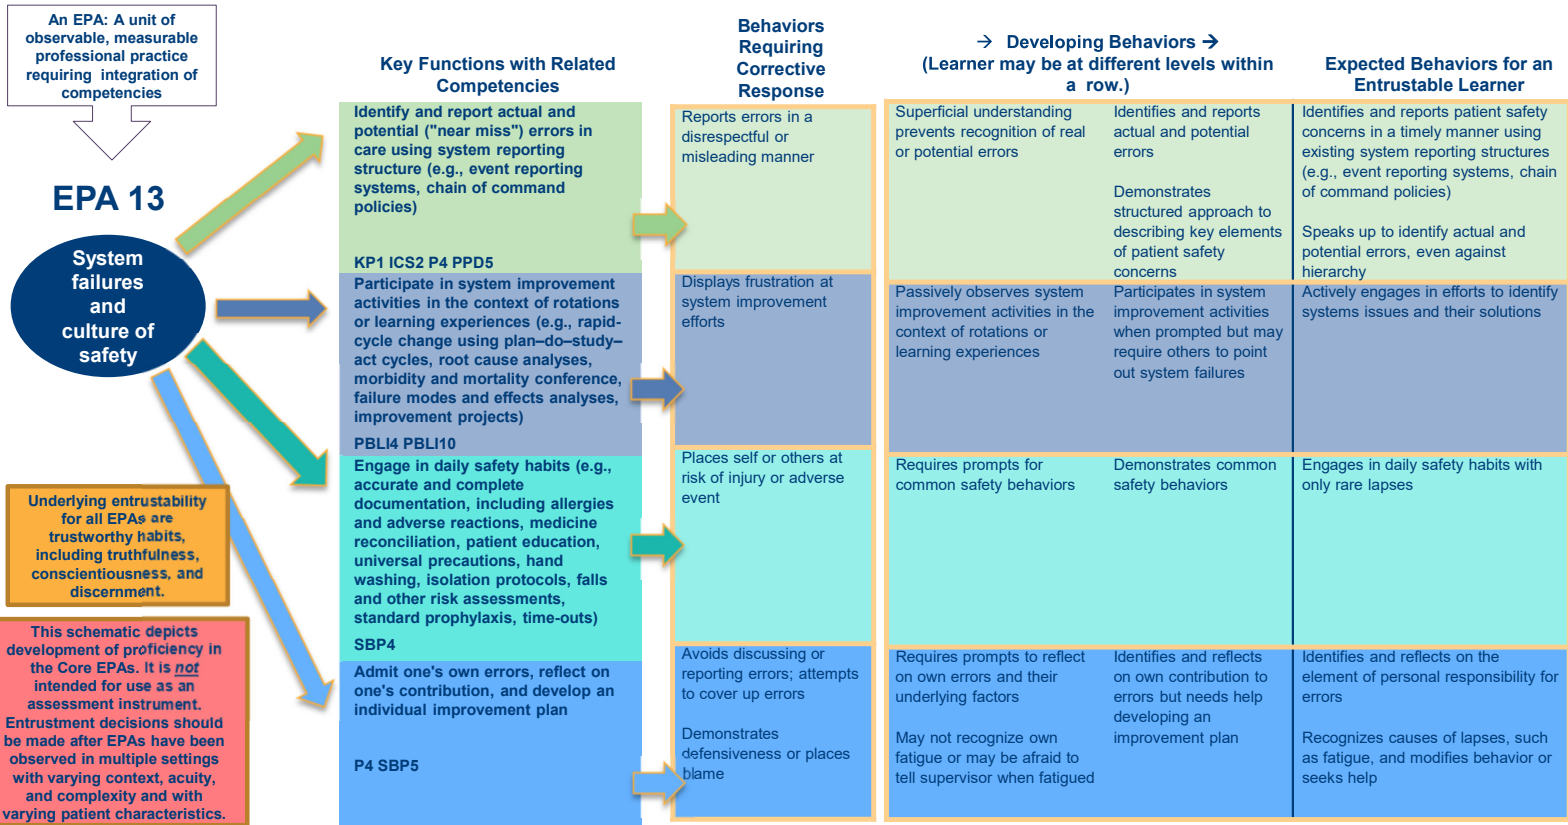 An EPA: A unit of
observable, measurable
professional practice
requiring  integration of
competencies
EPA 13
System
failures
and
culture of
safety
Underlying entrustability
for all EPAs are
trustworthy habits,
including truthfulness,
conscientiousness, and
discernment.
This schematic depicts
development of proficiency in
the Core EPAs. It is not
intended for use as an
assessment instrument.
Entrustment decisions should
be made after EPAs have been
observed in multiple settings
with varying context, acuity,
and complexity and with
varying patient characteristics.
Key Functions with Related
Competencies
Behaviors
Requiring
Corrective
Response
→ Developing Behaviors →
(Learner may be at different levels within
a row.)
Expected Behaviors for an
Entrustable Learner
Identify and report actual and
potential ("near miss") errors in
care using system reporting
structure (e.g., event reporting
systems, chain of command
policies)
KP1 ICS2 P4 PPD5
Reports errors in a
disrespectful or
misleading manner
Superficial understanding
prevents recognition of real
or potential errors
Identifies and reports
actual and potential
errors
Demonstrates
structured approach to
describing key elements
of patient safety
concerns
Identifies and reports patient safety
concerns in a timely manner using
existing system reporting structures
(e.g., event reporting systems, chain
of command policies)
Speaks up to identify actual and
potential errors, even against
hierarchy
Participate in system improvement
activities in the context of rotations
or learning experiences (e.g., rapid-
cycle change using plan–do–study–
act cycles, root cause analyses,
morbidity and mortality conference,
failure modes and effects analyses,
improvement projects)
PBLI4 PBLI10
Displays frustration at
system improvement
efforts
Passively observes system
improvement activities in the
context of rotations or
learning experiences
Participates in system
improvement activities
when prompted but may
require others to point
out system failures
Actively engages in efforts to identify
systems issues and their solutions
Engage in daily safety habits (e.g.,
accurate and complete
documentation, including allergies
and adverse reactions, medicine
reconciliation, patient education,
universal precautions, hand
washing, isolation protocols, falls
and other risk assessments,
standard prophylaxis, time-outs)
SBP4
Places self or others at
risk of injury or adverse
event
Requires prompts for
common safety behaviors
Demonstrates common
safety behaviors
Engages in daily safety habits with
only rare lapses
Admit one's own errors, reflect on
one's contribution, and develop an
individual improvement plan
P4 SBP5
Avoids discussing or
reporting errors; attempts
to cover up errors
Demonstrates
defensiveness or places
blame
Requires prompts to reflect
on own errors and their
underlying factors
May not recognize own
fatigue or may be afraid to
tell supervisor when fatigued
Identifies and reflects
on own contribution to
errors but needs help
developing an
improvement plan
Identifies and reflects on the
element of personal responsibility for
errors
Recognizes causes of lapses, such
as fatigue, and modifies behavior or
seeks help